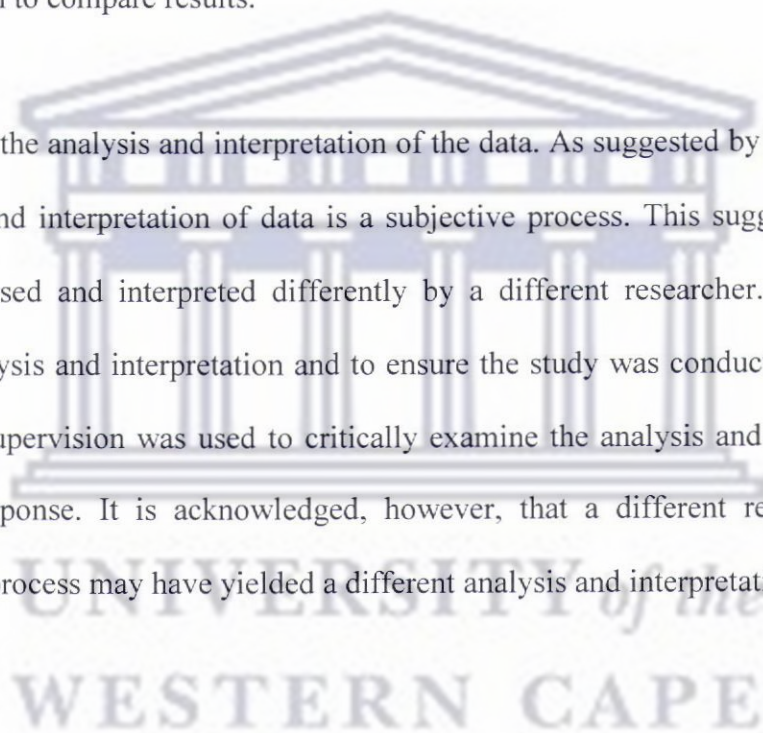 to compare results.
the analysis and interpretation of the data. As suggested by
nd interpretation of data is a subjective process. This sugg
sed and interpreted differently by a different researcher.
ysis and interpretation and to ensure the study was conduc
upervision was used to critically examine the analysis and
ponse. It is acknowledged, however, that a different re
process may have yielded a different analysis and interpretat
UNIVERSITY of the
WESTERN CAPE